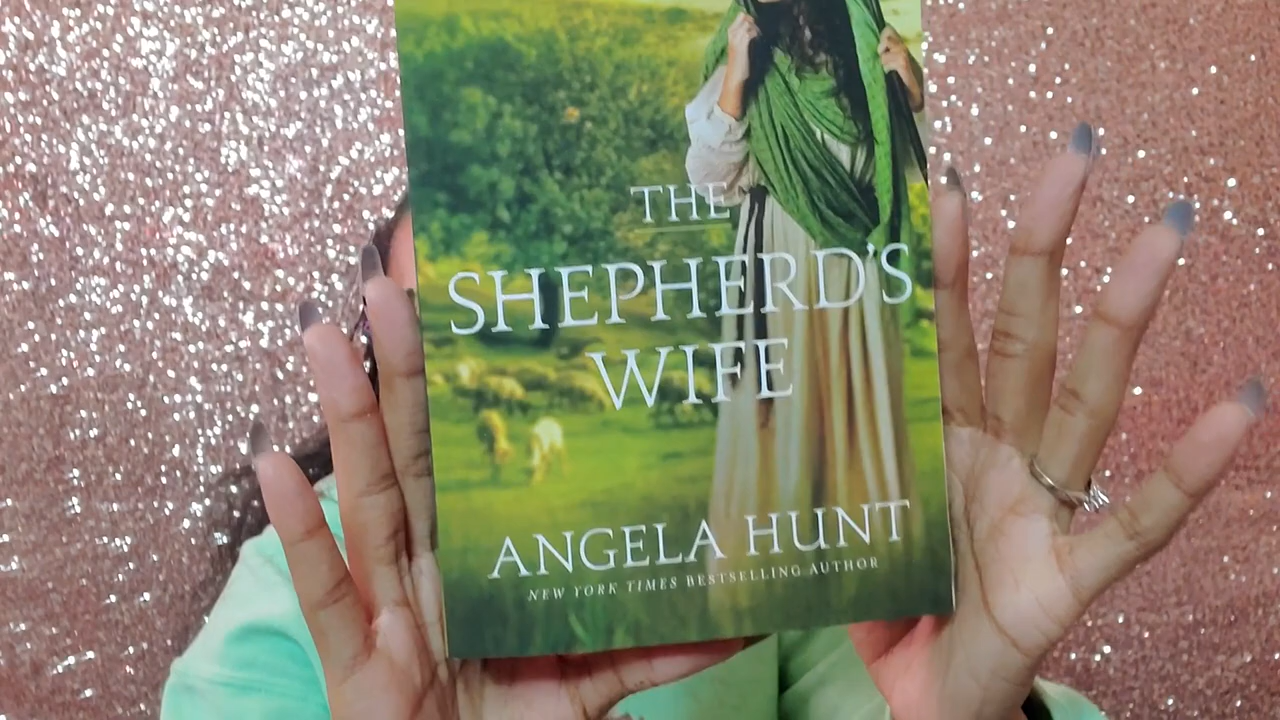 THE
SHEPHERD'S
WIFE
ANGELA HUNT
NEW YORK TIMES BESTSELLING AUTHOR